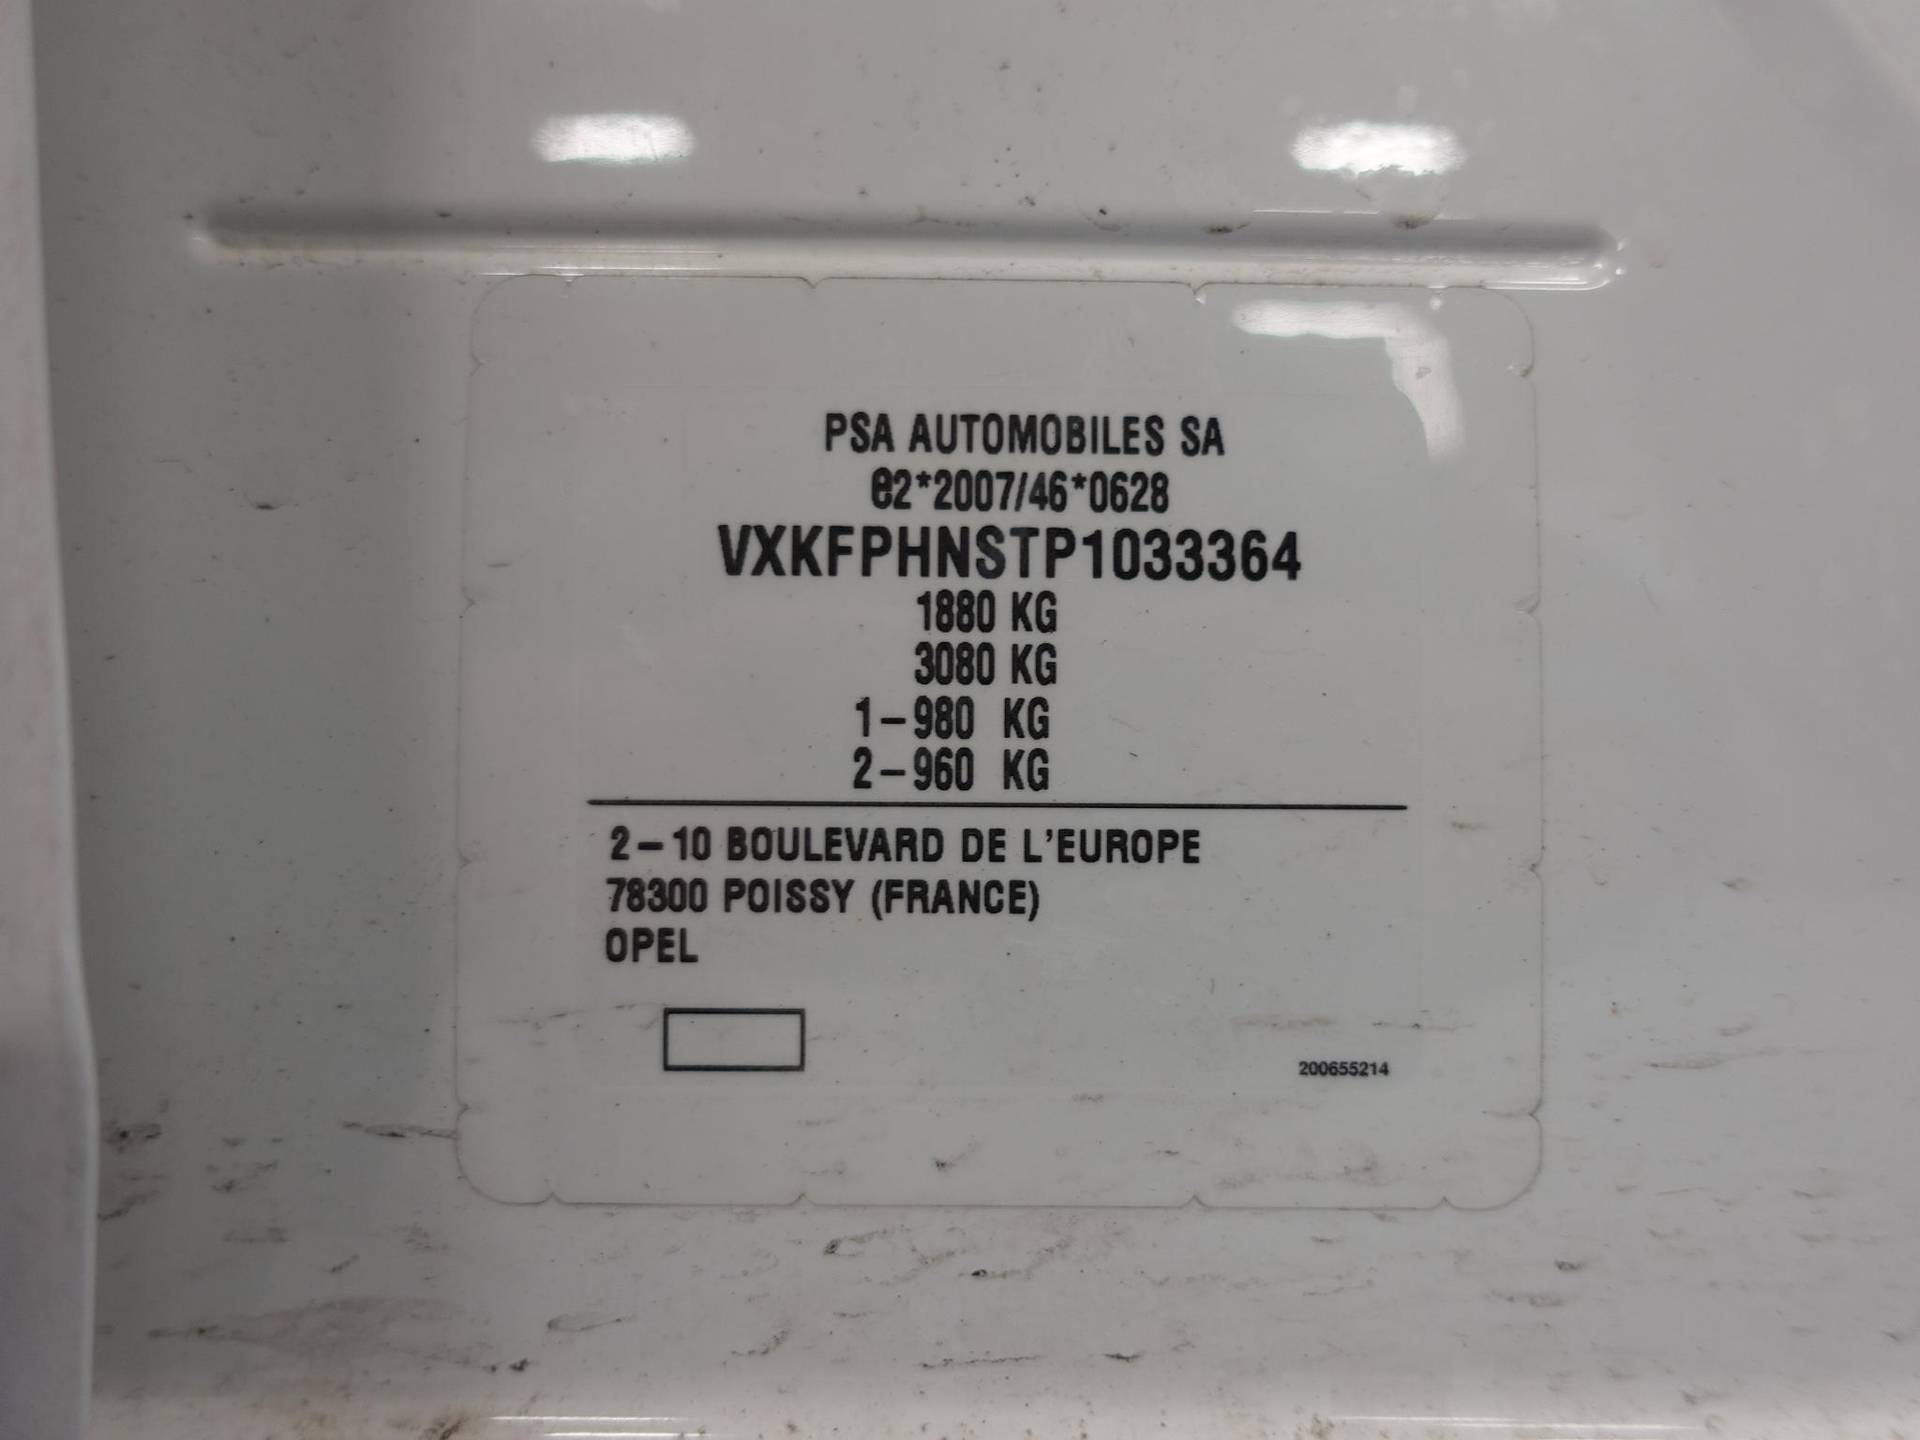 PSA AUTOMOBILES SA
e2*2007/46*0628
VXKFPHNSTP1033364
1880 KG
3080 KG
1-980 KG
2-960 KG
2-10 BOULEVARD DE L'EUROPE
78300 POISSY (FRANCE)
OPEL
200655214